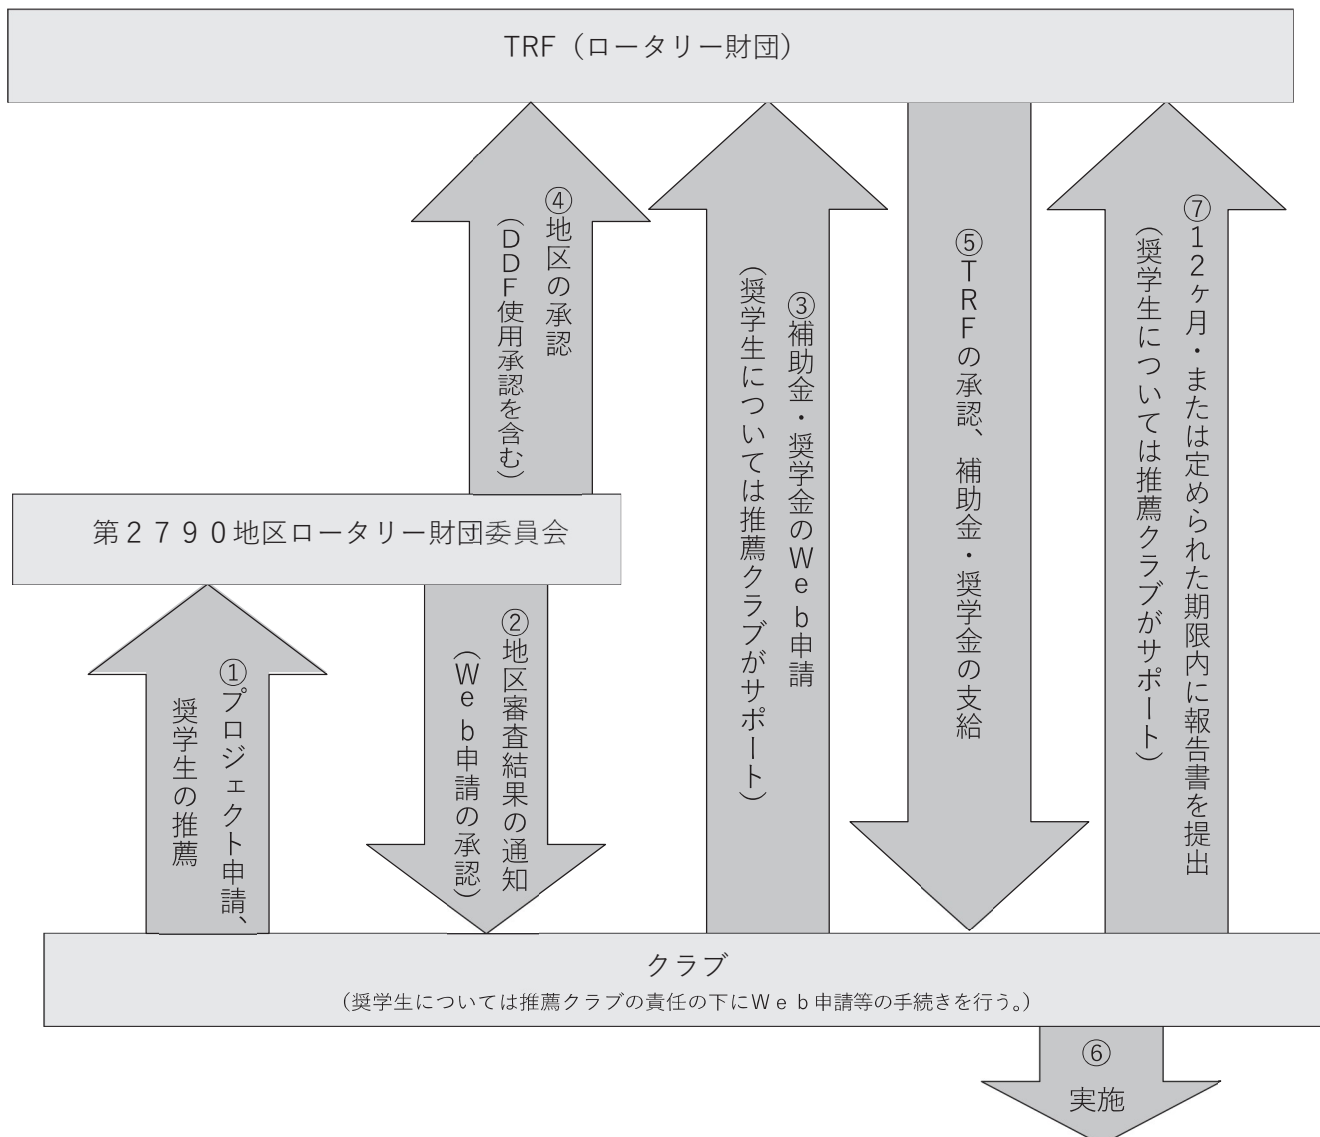 TRF（ロータリー財団）
④地区の承認
（DDF使用承認を含む）
③補助金・奨学金のWeb申請
（奨学生については推薦クラブがサポート）
⑤TRFの承認、補助金・奨学金の支給
⑦12ヶ月・または定められた期限内に報告書を提出
（奨学生については推薦クラブがサポート）
第２７９０地区ロータリー財団委員会
①プロジェクト申請、
奨学生の推薦
②地区審査結果の通知
（Web申請の承認）
クラブ
（奨学生については推薦クラブの責任の下にＷｅｂ申請等の手続きを行う。）
⑥
実施